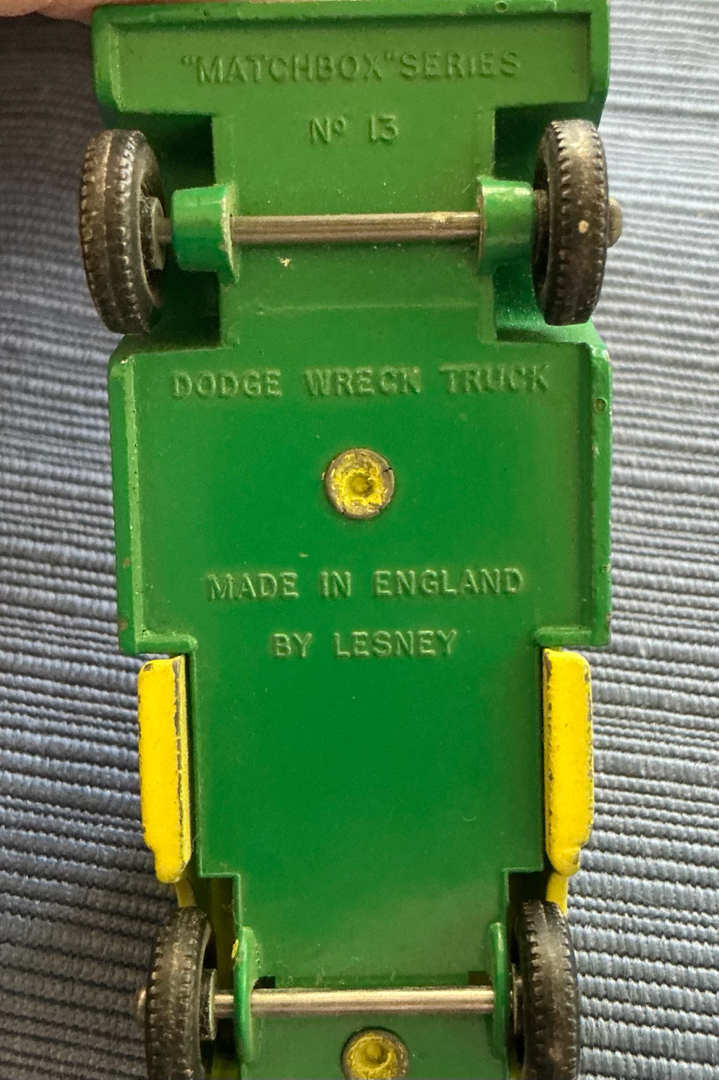 "MATCHBOX" SERIES
Nº 13
DODGE WRECK TRUCK
MADE IN ENGLAND
BY LESNEY